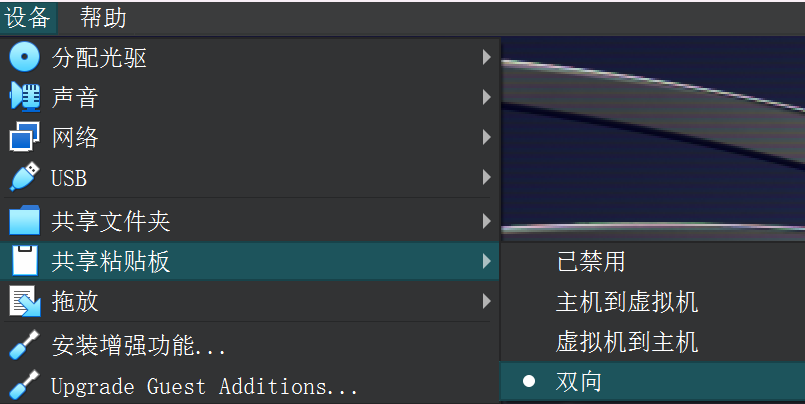 设备 帮助
分配光驱
声音
网络
USB
共享文件夹
共享粘贴板
拖放
安装增强功能...
Upgrade Guest Additions...
已禁用
主机到虚拟机
虚拟机到主机
双向